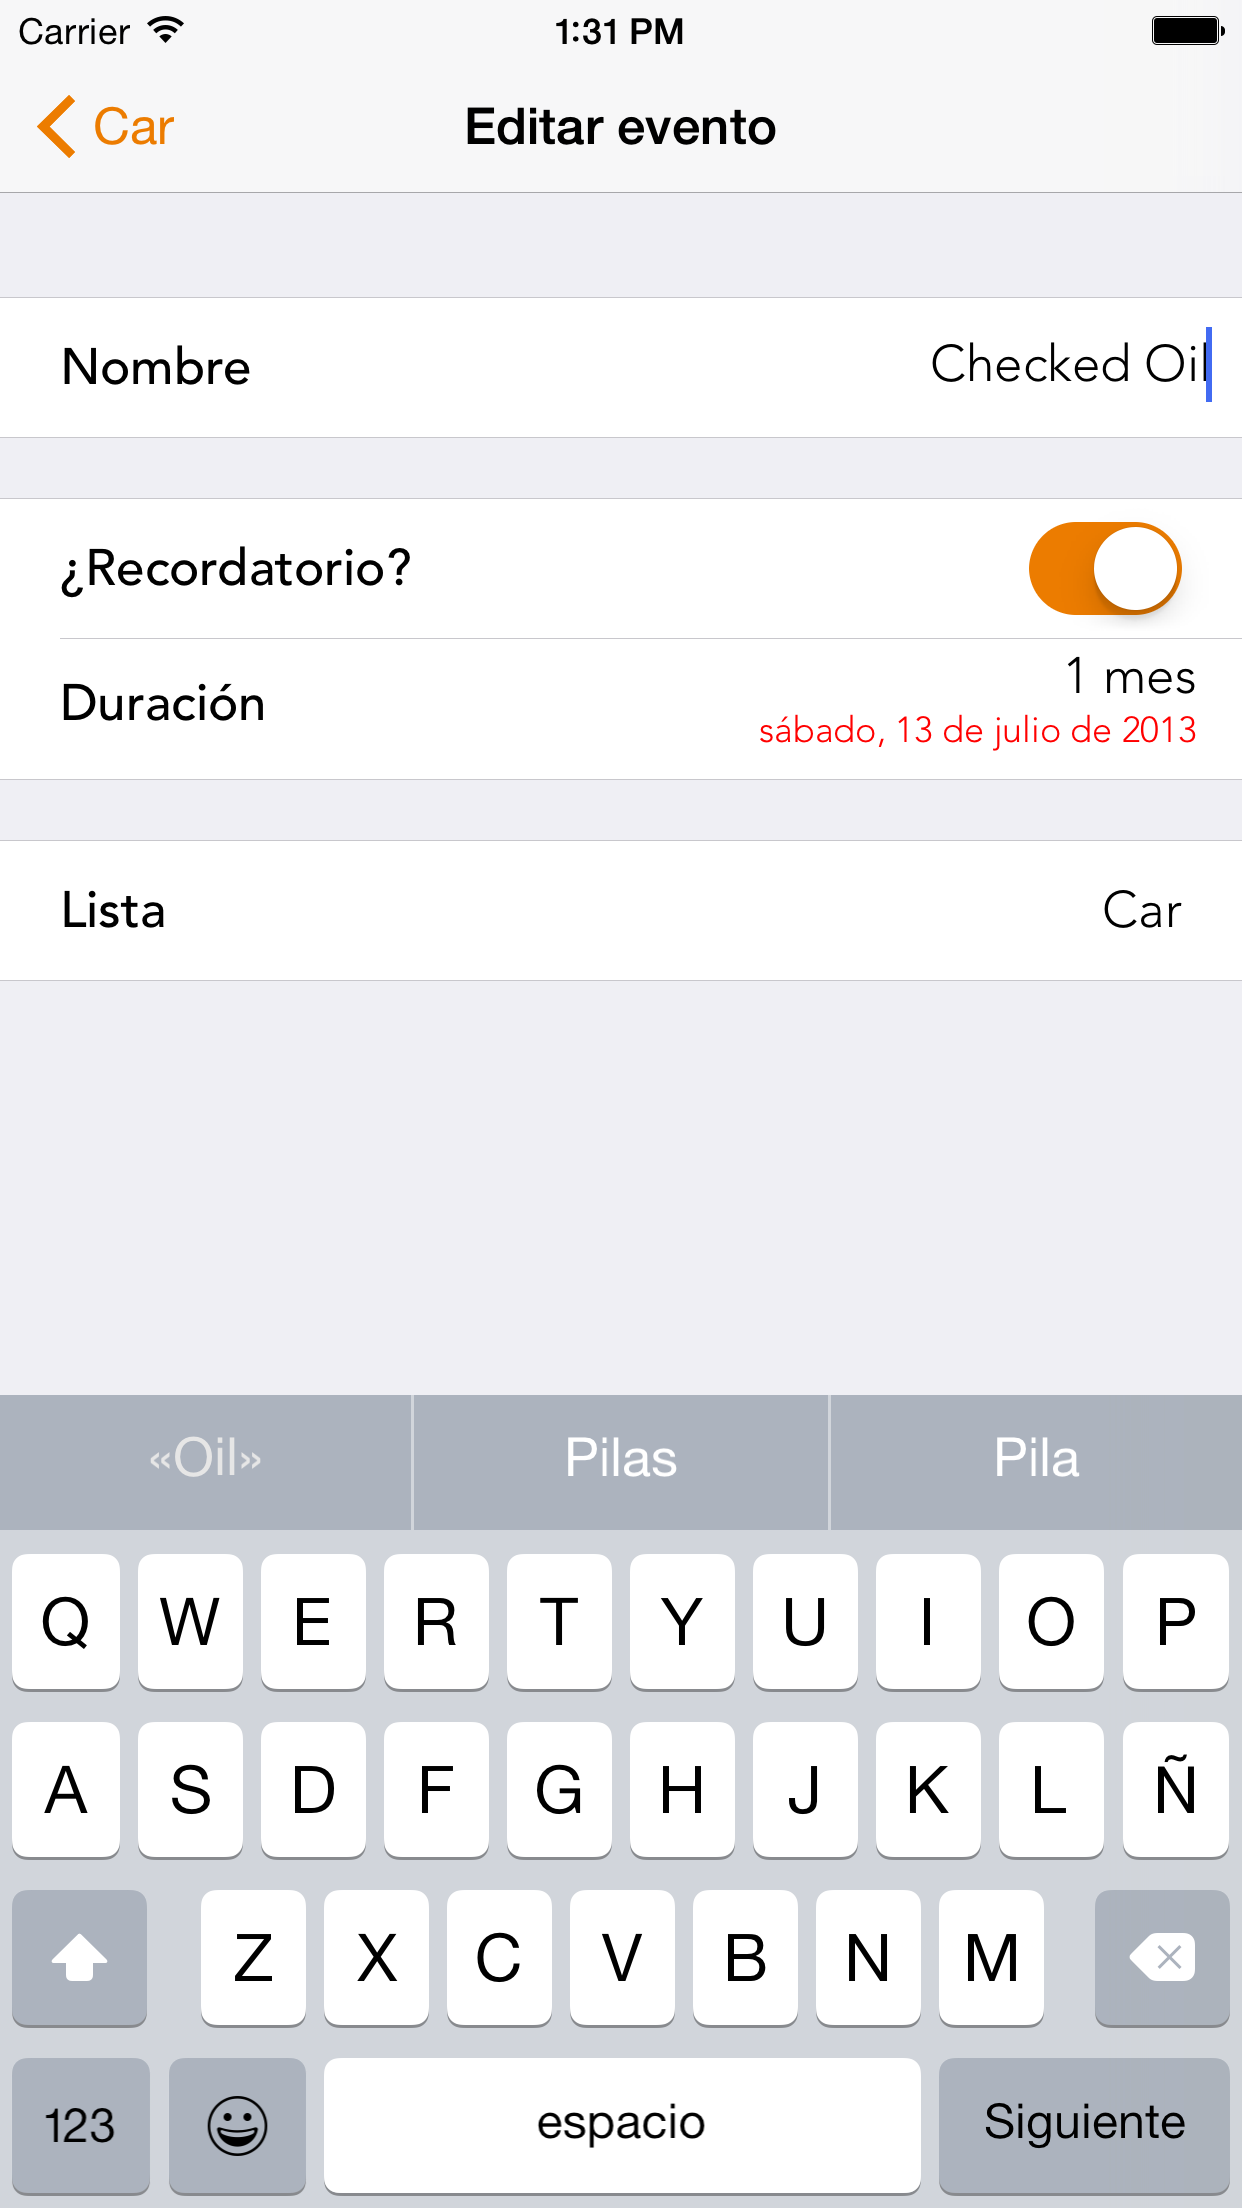 Carrier 1:31 PM
Car Editar evento
Nombre Checked Oil
¿Recordatorio?
Duración 1 mes
sábado, 13 de julio de 2013
Lista Car
«Oil» Pilas Pila
Q W E R T Y U I O P
A S D F G H J K L Ñ
Z X C V B N M
123 espacio Siguiente